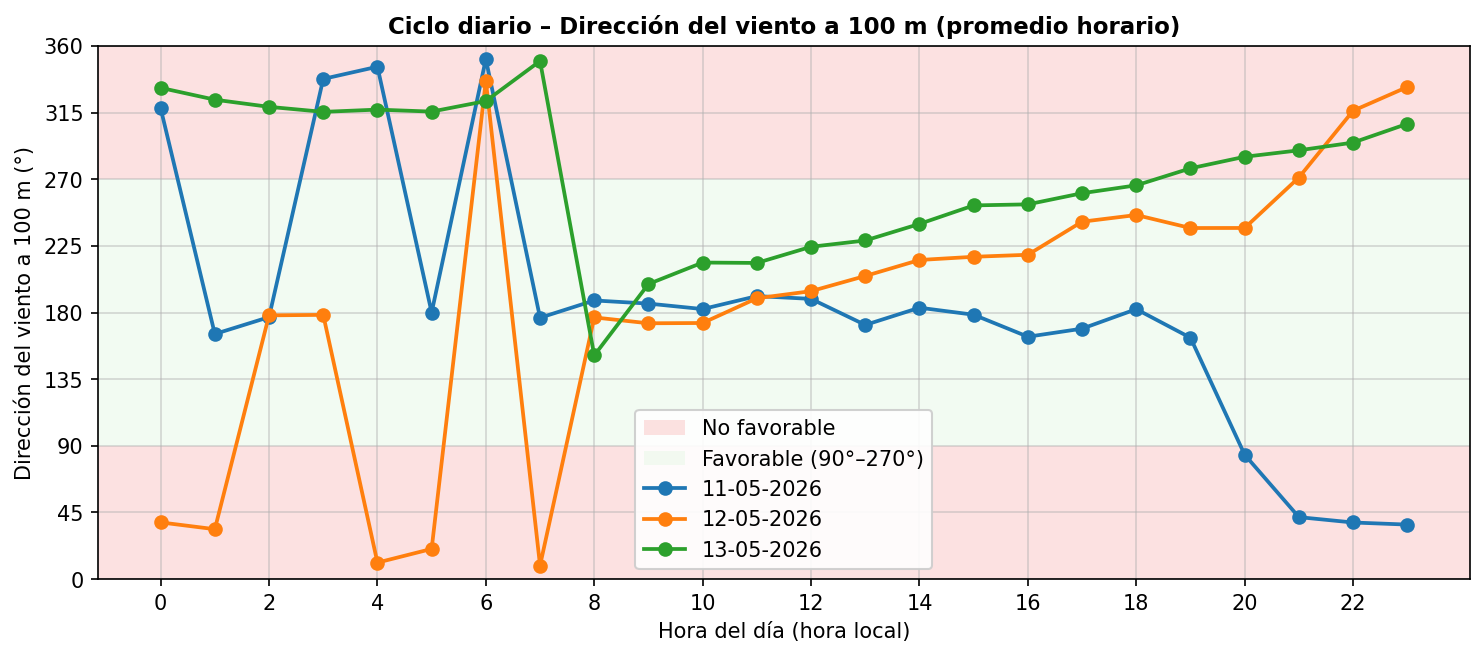 Ciclo diario – Dirección del viento a 100 m (promedio horario)
Dirección del viento a 100 m (°)
360
315
270
225
180
135
90
45
0
No favorable
Favorable (90°–270°)
11-05-2026
12-05-2026
13-05-2026
0 2 4 6 8 10 12 14 16 18 20 22
Hora del día (hora local)